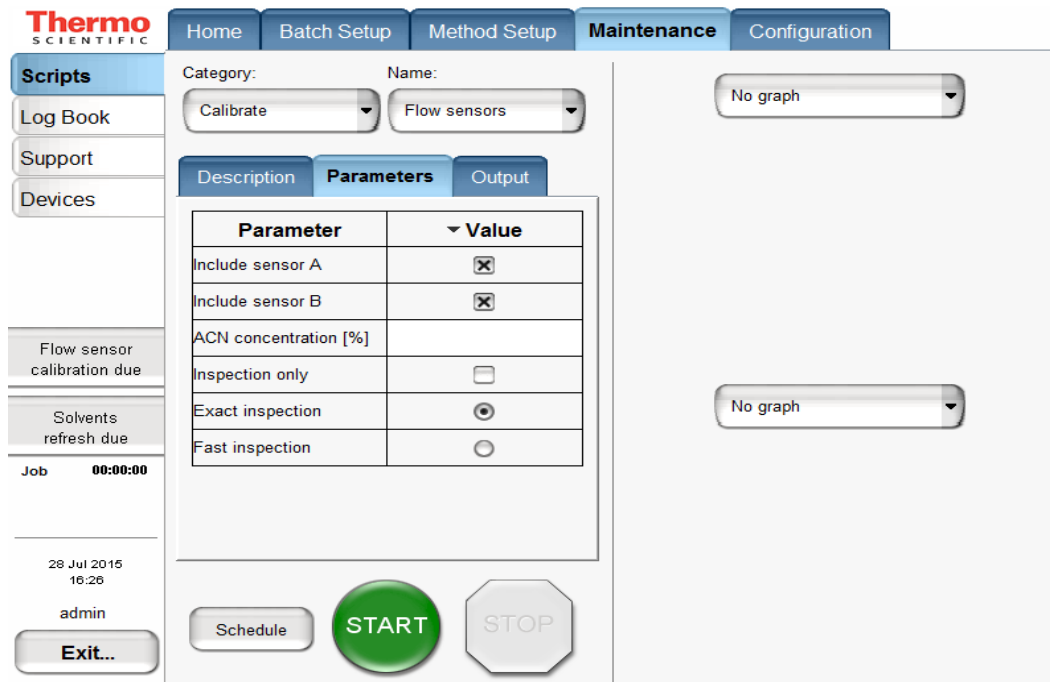 Thermo
SCIENTIFIC
Home
Batch Setup
Method Setup
Maintenance
Configuration
Scripts
Log Book
Support
Devices
Flow sensor
calibration due
Solvents
refresh due
Job 00:00:00
28 Jul 2015
16:26
admin
Exit...
Category:
Name:
Calibrate
Flow sensors
Description
Parameters
Output
Parameter
Value
Include sensor A
Include sensor B
ACN concentration [%]
Inspection only
Exact inspection
Fast inspection
Schedule
START
STOP
No graph
No graph